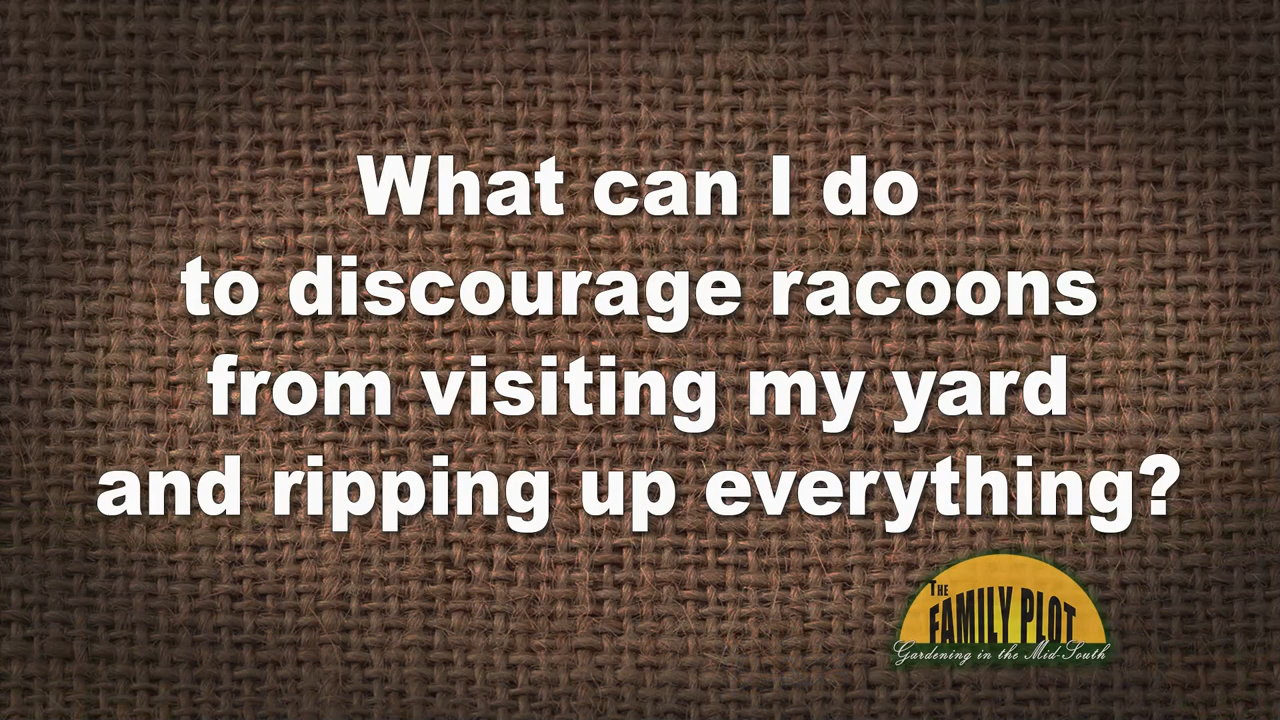 What can I do
to discourage racoons
from visiting my yard
and ripping up everything?
THE
FAMILY PLOT
Gardening in the Mid-South